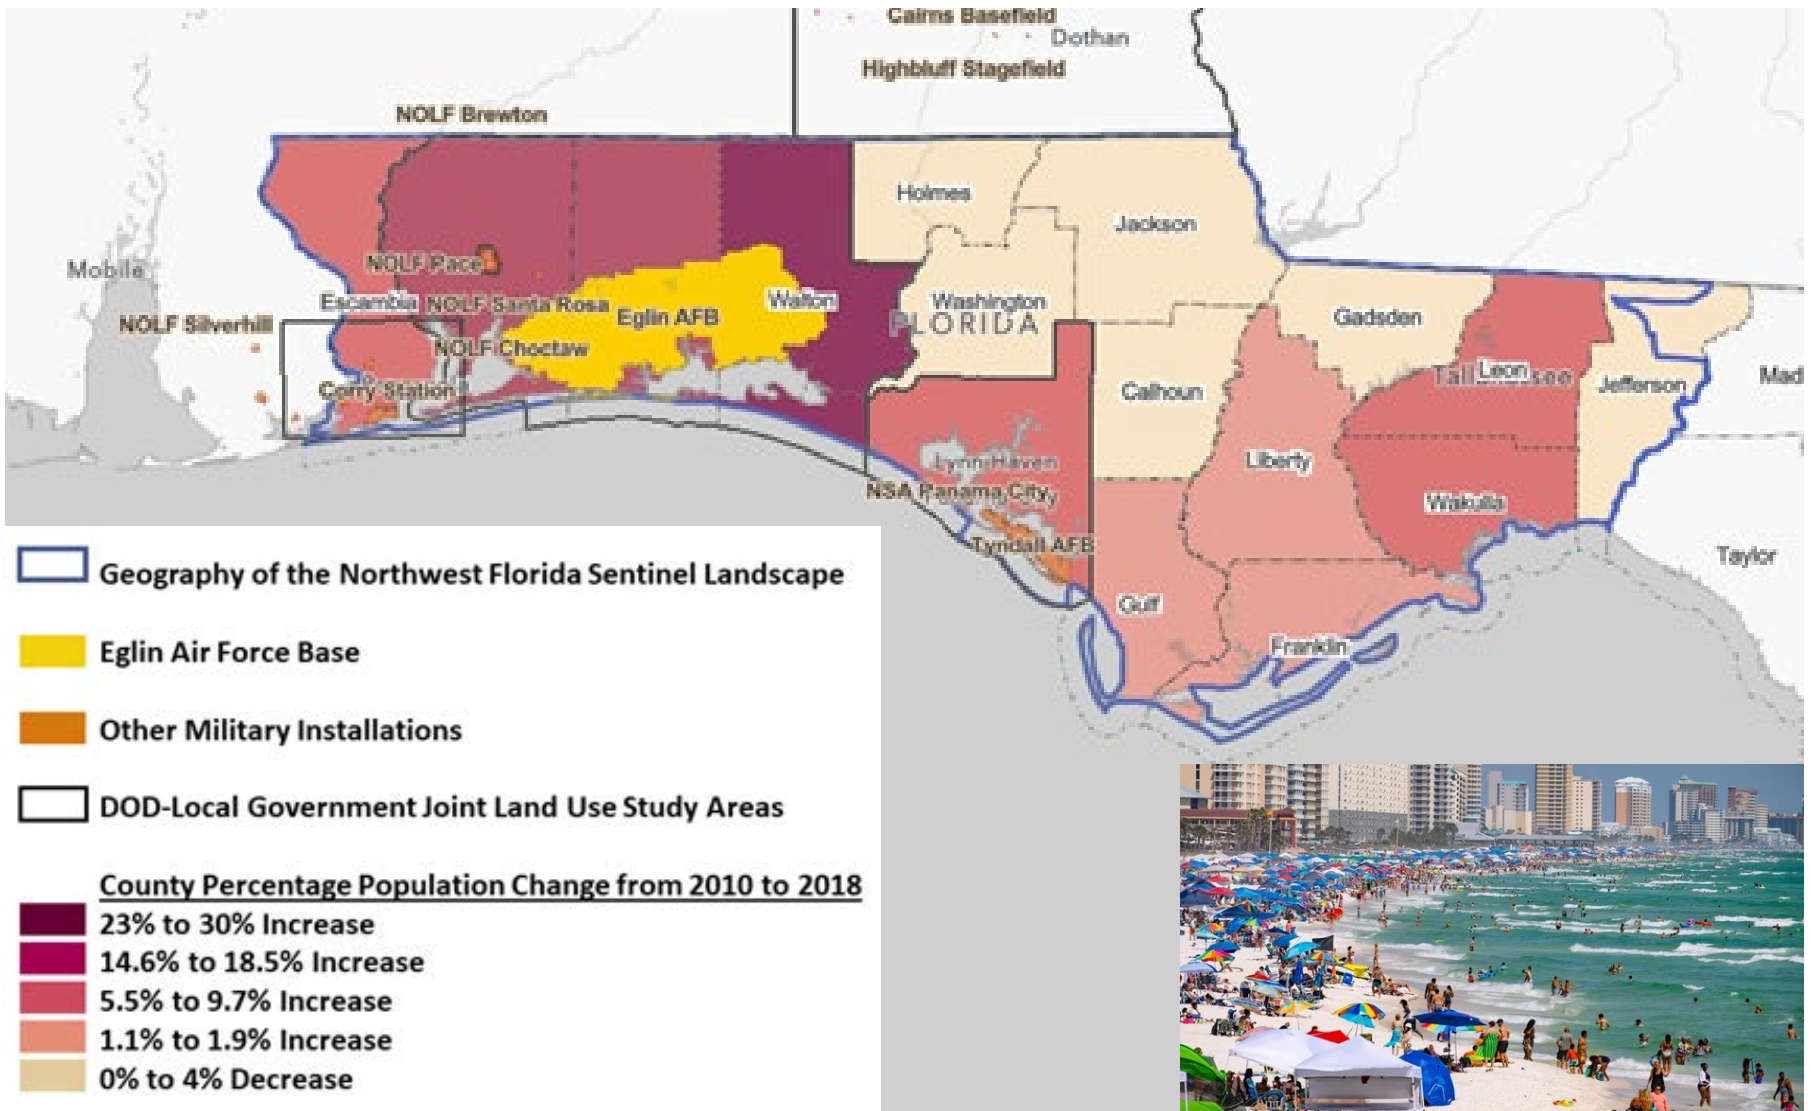 Cairns Basefield
Dothan
Highbluff Stagefield
NOLF Brewton
Holmes
Jackson
NOLF Pace
Mobile
Escambia
NOLF Santa Rosa
Eglin AFB
Walton
Washington
FLORIDA
Gadsden
NOLF Silverhill
NOLF Choctaw
Corry Station
Calhoun
Leon
Jefferson
Mad
Liberty
Lynn Haven
NSA Panama City
Wakulla
Tyndall AFB
Taylor
Gulf
Franklin
Geography of the Northwest Florida Sentinel Landscape
Eglin Air Force Base
Other Military Installations
DOD-Local Government Joint Land Use Study Areas
County Percentage Population Change from 2010 to 2018
23% to 30% Increase
14.6% to 18.5% Increase
5.5% to 9.7% Increase
1.1% to 1.9% Increase
0% to 4% Decrease